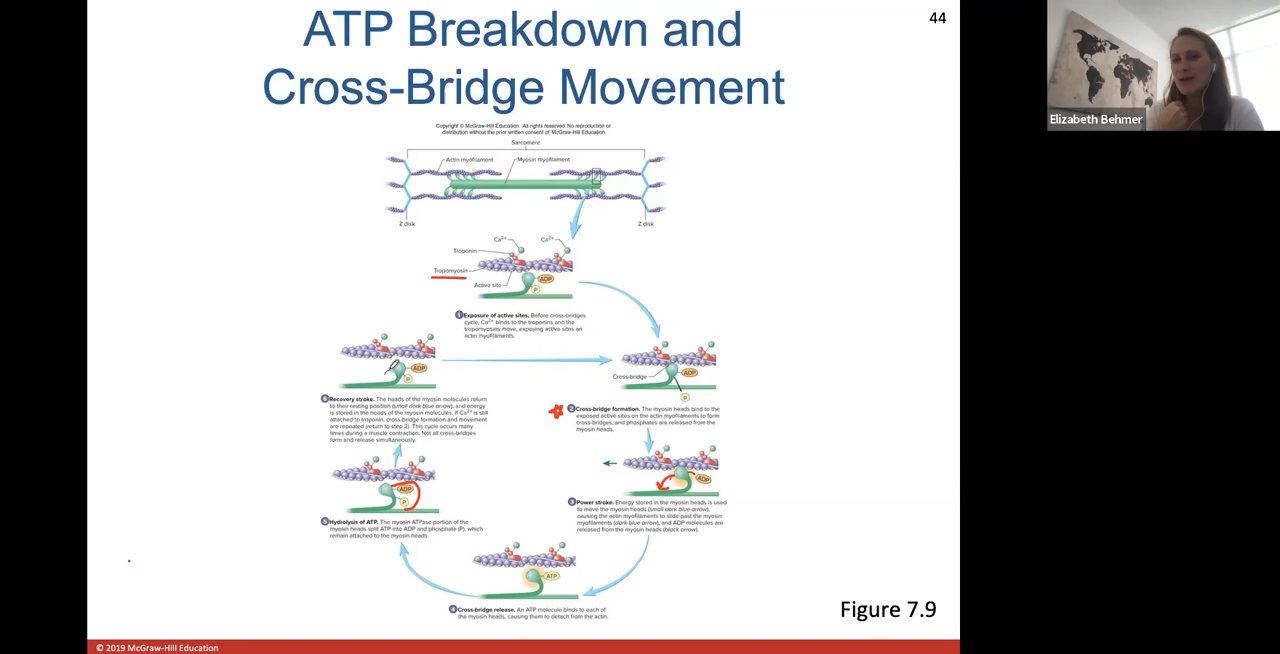 ATP Breakdown and
Cross-Bridge Movement
44
Elizabeth Behmer
Copyright © McGraw-Hill Education. All rights reserved. No reproduction or
distribution without the prior written consent of McGraw-Hill Education.
Sarcomere
Actin myofilament
Myosin myofilament
Z disk
Z disk
Ca²⁺
Ca²⁺
Troponin
Tropomyosin
ADP
Active site
P
1 Exposure of active sites. Before cross-bridges
cycle, Ca²⁺ binds to the troponins and the
tropomyosins move, exposing active sites on
actin myofilaments.
ADP
P
Cross-bridge
ADP
P
6 Recovery stroke. The heads of the myosin molecules return
to their resting position (small dark blue arrow), and energy
is stored in the heads of the myosin molecules. If Ca²⁺ is still
attached to troponin, cross-bridge formation and movement
are repeated (return to step 2). This cycle occurs many
times during a muscle contraction. Not all cross-bridges
form and release simultaneously.
2 Cross-bridge formation. The myosin heads bind to the
exposed active sites on the actin myofilaments to form
cross-bridges, and phosphates are released from the
myosin heads.
ADP
P
ADP
3 Power stroke. Energy stored in the myosin heads is used
to move the myosin heads (small dark blue arrow),
causing the actin myofilaments to slide past the myosin
myofilaments (dark blue arrow), and ADP molecules are
released from the myosin heads (black arrow).
5 Hydrolysis of ATP. The myosin ATPase portion of the
myosin heads split ATP into ADP and phosphate (P), which
remain attached to the myosin heads.
ATP
4 Cross-bridge release. An ATP molecule binds to each of
the myosin heads, causing them to detach from the actin.
Figure 7.9
© 2019 McGraw-Hill Education